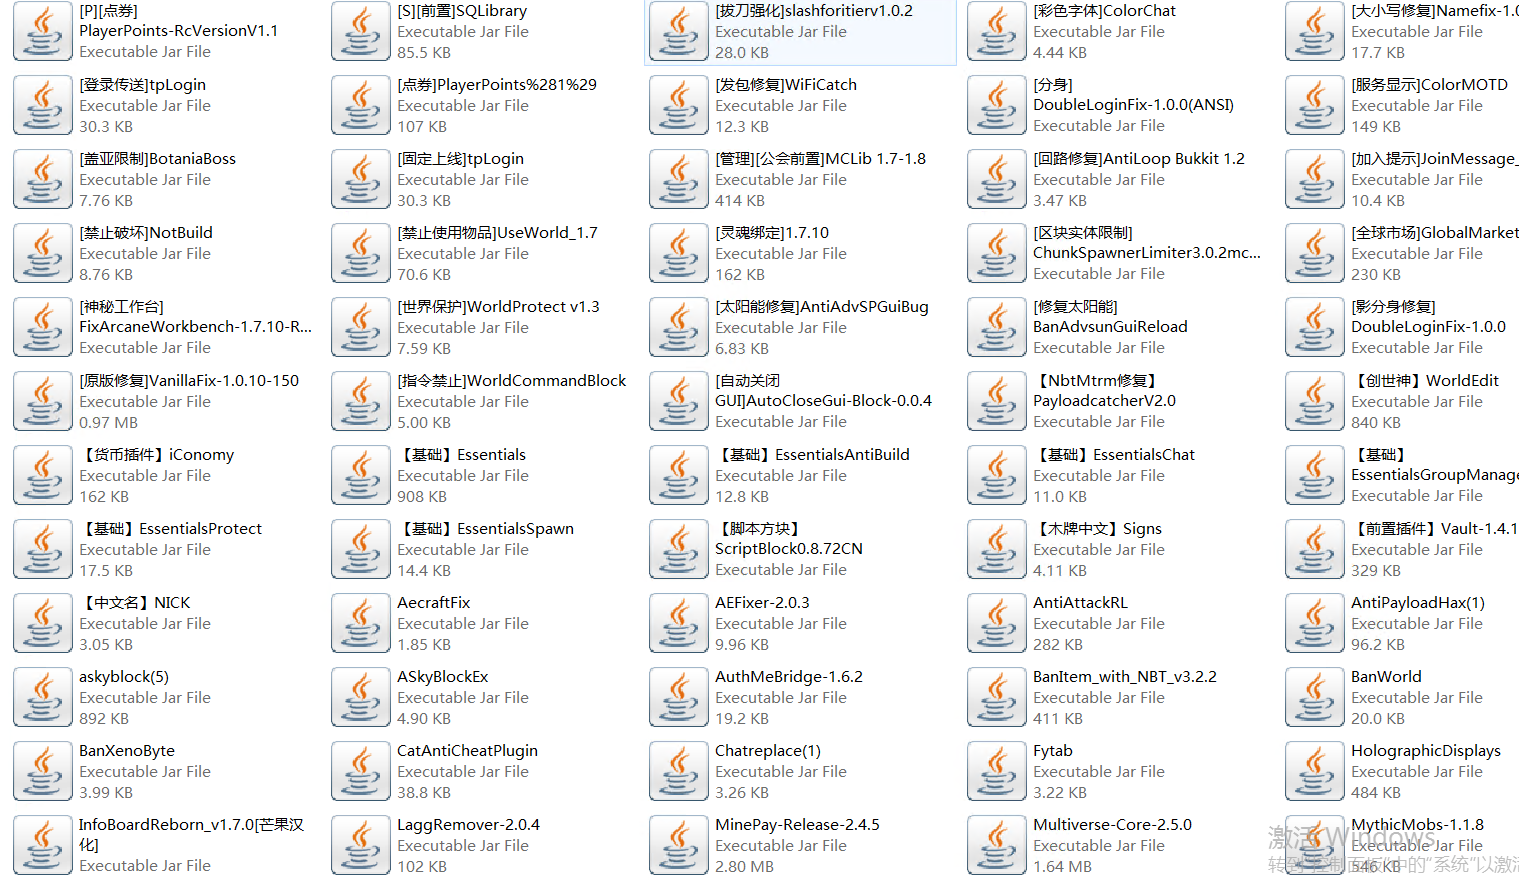 [P][点券]
PlayerPoints-RcVersionV1.1
Executable Jar File
[S][前置]SQLibrary
Executable Jar File
85.5 KB
[拔刀强化]slashforitierv1.0.2
Executable Jar File
28.0 KB
[彩色字体]ColorChat
Executable Jar File
4.44 KB
[大小写修复]Namefix-1.0
Executable Jar File
17.7 KB
[登录传送]tpLogin
Executable Jar File
30.3 KB
[点券]PlayerPoints%281%29
Executable Jar File
107 KB
[发包修复]WiFiCatch
Executable Jar File
12.3 KB
[分身]
DoubleLoginFix-1.0.0(ANSI)
Executable Jar File
[服务显示]ColorMOTD
Executable Jar File
149 KB
[盖亚限制]BotaniaBoss
Executable Jar File
7.76 KB
[固定上线]tpLogin
Executable Jar File
30.3 KB
[管理][公会前置]MCLib 1.7-1.8
Executable Jar File
414 KB
[回路修复]AntiLoop Bukkit 1.2
Executable Jar File
3.47 KB
[加入提示]JoinMessage_
Executable Jar File
10.4 KB
[禁止破坏]NotBuild
Executable Jar File
8.76 KB
[禁止使用物品]UseWorld_1.7
Executable Jar File
70.6 KB
[灵魂绑定]1.7.10
Executable Jar File
162 KB
[区块实体限制]
ChunkSpawnerLimiter3.0.2mc...
Executable Jar File
[全球市场]GlobalMarket
Executable Jar File
230 KB
[神秘工作台]
FixArcaneWorkbench-1.7.10-R...
Executable Jar File
[世界保护]WorldProtect v1.3
Executable Jar File
7.59 KB
[太阳能修复]AntiAdvSPGuiBug
Executable Jar File
6.83 KB
[修复太阳能]
BanAdvsunGuiReload
Executable Jar File
[影分身修复]
DoubleLoginFix-1.0.0
Executable Jar File
[原版修复]VanillaFix-1.0.10-150
Executable Jar File
0.97 MB
[指令禁止]WorldCommandBlock
Executable Jar File
5.00 KB
[自动关闭
GUI]AutoCloseGui-Block-0.0.4
Executable Jar File
【NbtMtrm修复】
PayloadcatcherV2.0
Executable Jar File
【创世神】WorldEdit
Executable Jar File
840 KB
【货币插件】iConomy
Executable Jar File
162 KB
【基础】Essentials
Executable Jar File
908 KB
【基础】EssentialsAntiBuild
Executable Jar File
12.8 KB
【基础】EssentialsChat
Executable Jar File
11.0 KB
【基础】
EssentialsGroupManage
Executable Jar File
【基础】EssentialsProtect
Executable Jar File
17.5 KB
【基础】EssentialsSpawn
Executable Jar File
14.4 KB
【脚本方块】
ScriptBlock0.8.72CN
Executable Jar File
【木牌中文】Signs
Executable Jar File
4.11 KB
【前置插件】Vault-1.4.1
Executable Jar File
329 KB
【中文名】NICK
Executable Jar File
3.05 KB
AecraftFix
Executable Jar File
1.85 KB
AEFixer-2.0.3
Executable Jar File
9.96 KB
AntiAttackRL
Executable Jar File
282 KB
AntiPayloadHax(1)
Executable Jar File
96.2 KB
askyblock(5)
Executable Jar File
892 KB
ASkyBlockEx
Executable Jar File
4.90 KB
AuthMeBridge-1.6.2
Executable Jar File
19.2 KB
BanItem_with_NBT_v3.2.2
Executable Jar File
411 KB
BanWorld
Executable Jar File
20.0 KB
BanXenoByte
Executable Jar File
3.99 KB
CatAntiCheatPlugin
Executable Jar File
38.8 KB
Chatreplace(1)
Executable Jar File
3.26 KB
Fytab
Executable Jar File
3.22 KB
HolographicDisplays
Executable Jar File
484 KB
InfoBoardReborn_v1.7.0[芒果汉
化]
Executable Jar File
LaggRemover-2.0.4
Executable Jar File
102 KB
MinePay-Release-2.4.5
Executable Jar File
2.80 MB
Multiverse-Core-2.5.0
Executable Jar File
1.64 MB
MythicMobs-1.1.8
Executable Jar File
546 KB
激活 Windows
转到"控制面板"中的"系统"以激活